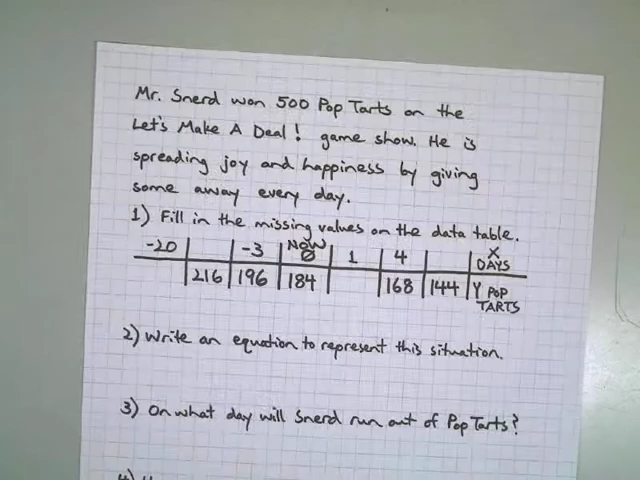 Mr. Snerd won 500 Pop Tarts on the
Let's Make A Deal! game show. He is
spreading joy and happiness by giving
some away every day.
1) Fill in the missing values on the data table.
-20 -3 NOW 0 1 4 X DAYS
216 196 184 168 144 Y POP TARTS
2) Write an equation to represent this situation.
3) On what day will Snerd run out of Pop Tarts?